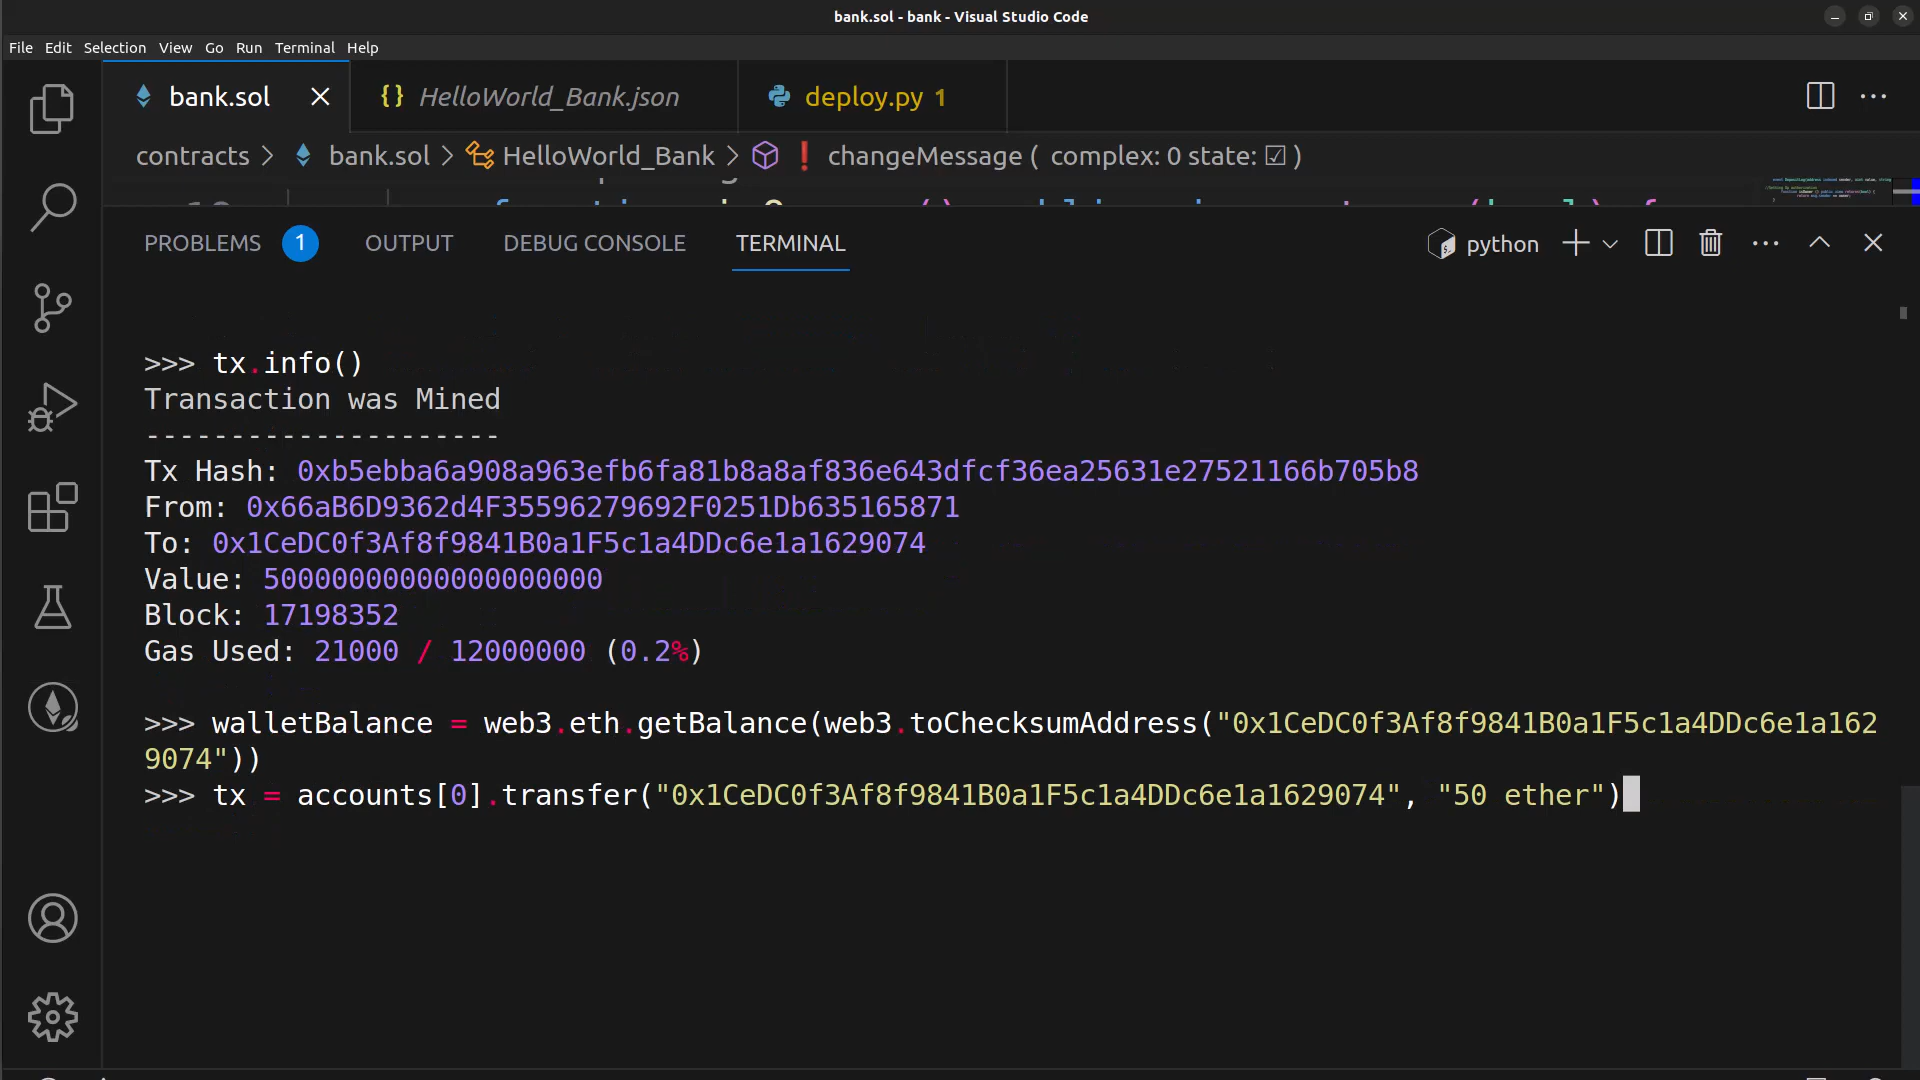 bank.sol - bank - Visual Studio Code
File Edit Selection View Go Run Terminal Help
bank.sol
{} HelloWorld_Bank.json
deploy.py 1
contracts > bank.sol > HelloWorld_Bank > changeMessage ( complex: 0 state: ☑ )
PROBLEMS 1 OUTPUT DEBUG CONSOLE TERMINAL
python
>>> tx.info()
Transaction was Mined
---------------------
Tx Hash: 0xb5ebba6a908a963efb6fa81b8a8af836e643dfcf36ea25631e27521166b705b8
From: 0x66aB6D9362d4F35596279692F0251Db635165871
To: 0x1CeDC0f3Af8f9841B0a1F5c1a4DDc6e1a1629074
Value: 50000000000000000000
Block: 17198352
Gas Used: 21000 / 12000000 (0.2%)
>>> walletBalance = web3.eth.getBalance(web3.toChecksumAddress("0x1CeDC0f3Af8f9841B0a1F5c1a4DDc6e1a162
9074"))
>>> tx = accounts[0].transfer("0x1CeDC0f3Af8f9841B0a1F5c1a4DDc6e1a1629074", "50 ether")